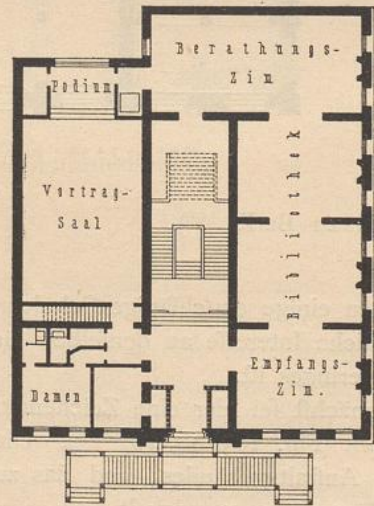 Berathungs-
Zim
Podium
Vortrag-
Saal
Bibliothek
Empfangs-
Zim.
Damen